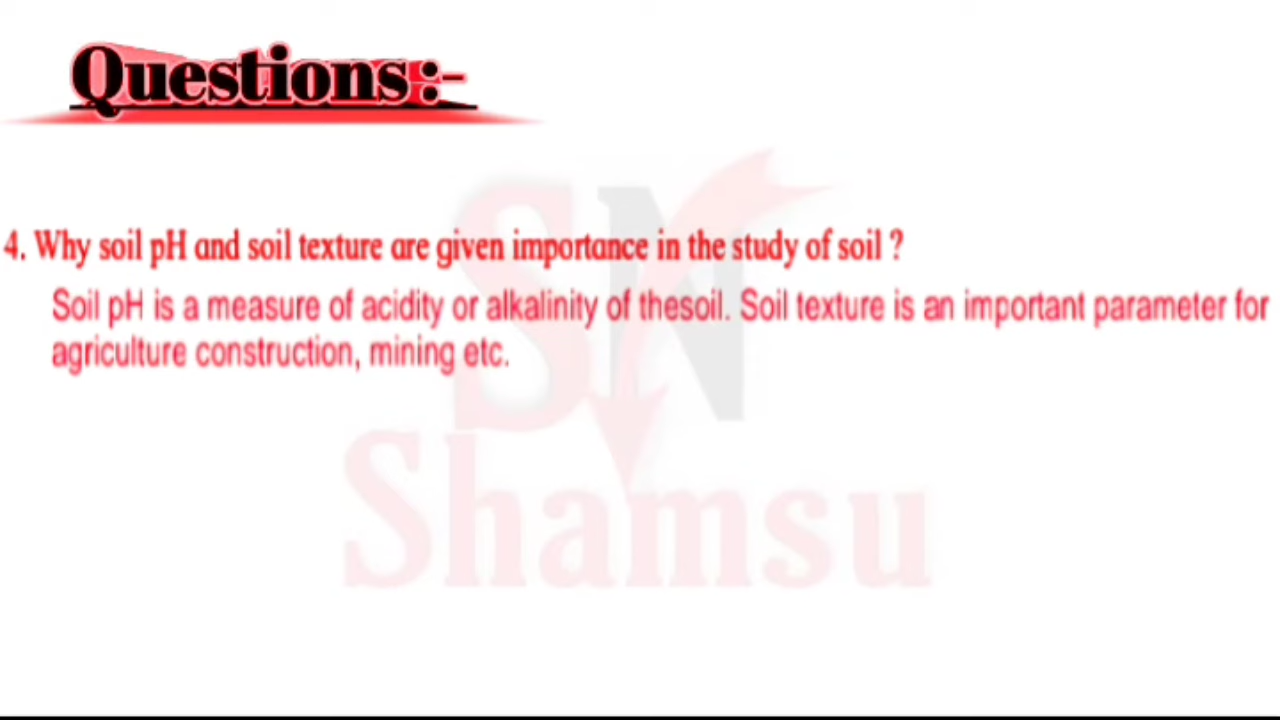 Questions:-
4. Why soil pH and soil texture are given importance in the study of soil ?
Soil pH is a measure of acidity or alkalinity of thesoil. Soil texture is an important parameter for
agriculture construction, mining etc.
SN
Shamsu